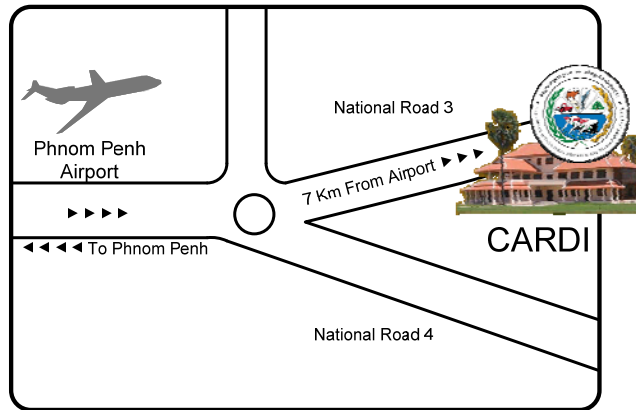 National Road 3
Phnom Penh
Airport
7 Km From Airport
To Phnom Penh
CARDI
National Road 4